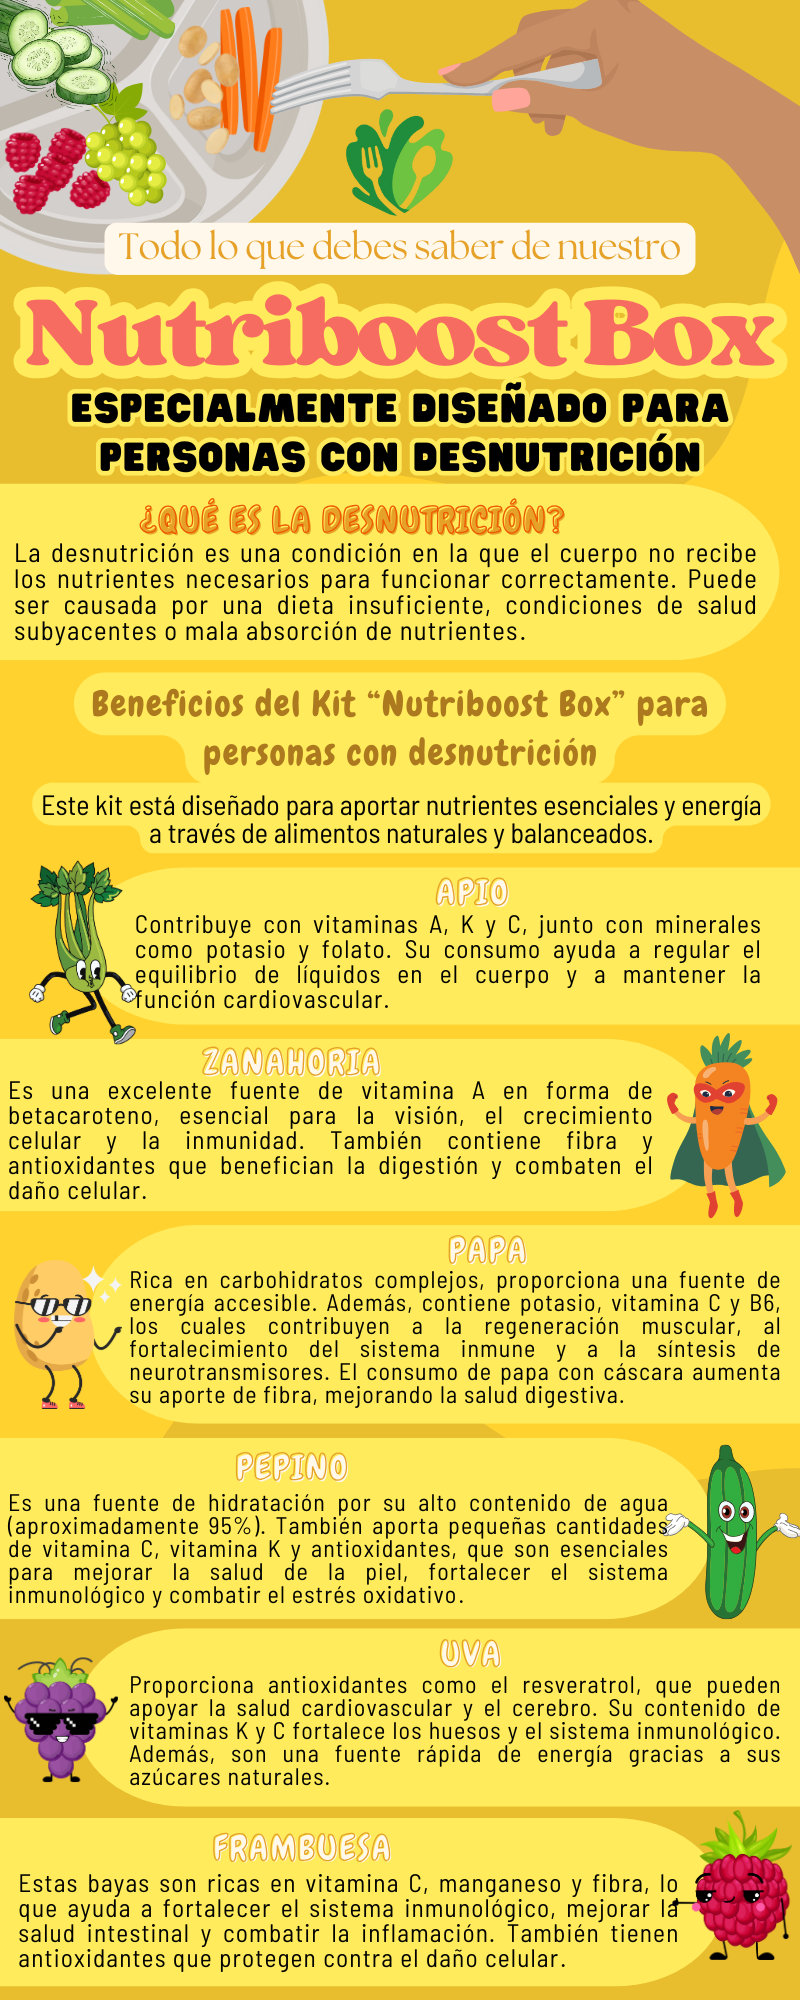 Todo lo que debes saber de nuestro
Nutriboost Box
ESPECIALMENTE DISEÑADO PARA
PERSONAS CON DESNUTRICIÓN
¿QUÉ ES LA DESNUTRICIÓN?
La desnutrición es una condición en la que el cuerpo no recibe
los nutrientes necesarios para funcionar correctamente. Puede
ser causada por una dieta insuficiente, condiciones de salud
subyacentes o mala absorción de nutrientes.
Beneficios del Kit “Nutriboost Box” para
personas con desnutrición
Este kit está diseñado para aportar nutrientes esenciales y energía
a través de alimentos naturales y balanceados.
APIO
Contribuye con vitaminas A, K y C, junto con minerales
como potasio y folato. Su consumo ayuda a regular el
equilibrio de líquidos en el cuerpo y a mantener la
función cardiovascular.
ZANAHORIA
Es una excelente fuente de vitamina A en forma de
betacaroteno, esencial para la visión, el crecimiento
celular y la inmunidad. También contiene fibra y
antioxidantes que benefician la digestión y combaten el
daño celular.
PAPA
Rica en carbohidratos complejos, proporciona una fuente de
energía accesible. Además, contiene potasio, vitamina C y B6,
los cuales contribuyen a la regeneración muscular, al
fortalecimiento del sistema inmune y a la síntesis de
neurotransmisores. El consumo de papa con cáscara aumenta
su aporte de fibra, mejorando la salud digestiva.
PEPINO
Es una fuente de hidratación por su alto contenido de agua
(aproximadamente 95%). También aporta pequeñas cantidades
de vitamina C, vitamina K y antioxidantes, que son esenciales
para mejorar la salud de la piel, fortalecer el sistema
inmunológico y combatir el estrés oxidativo.
UVA
Proporciona antioxidantes como el resveratrol, que pueden
apoyar la salud cardiovascular y el cerebro. Su contenido de
vitaminas K y C fortalece los huesos y el sistema inmunológico.
Además, son una fuente rápida de energía gracias a sus
azúcares naturales.
FRAMBUESA
Estas bayas son ricas en vitamina C, manganeso y fibra, lo
que ayuda a fortalecer el sistema inmunológico, mejorar la
salud intestinal y combatir la inflamación. También tienen
antioxidantes que protegen contra el daño celular.